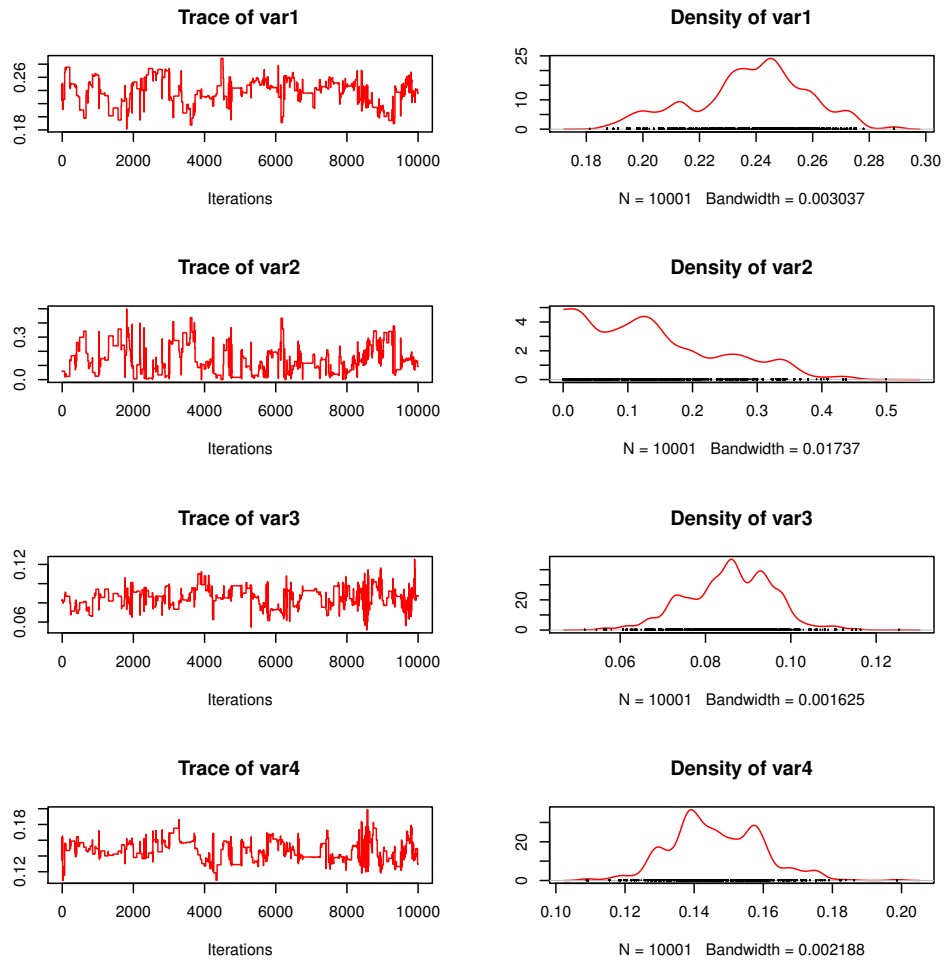 Trace of var1
0.18 0.26
0 2000 4000 6000 8000 10000
Iterations
Density of var1
0 10 25
0.18 0.20 0.22 0.24 0.26 0.28 0.30
N = 10001 Bandwidth = 0.003037
Trace of var2
0.0 0.3
0 2000 4000 6000 8000 10000
Iterations
Density of var2
0 2 4
0.0 0.1 0.2 0.3 0.4 0.5
N = 10001 Bandwidth = 0.01737
Trace of var3
0.06 0.12
0 2000 4000 6000 8000 10000
Iterations
Density of var3
0 20
0.06 0.08 0.10 0.12
N = 10001 Bandwidth = 0.001625
Trace of var4
0.12 0.18
0 2000 4000 6000 8000 10000
Iterations
Density of var4
0 20
0.10 0.12 0.14 0.16 0.18 0.20
N = 10001 Bandwidth = 0.002188